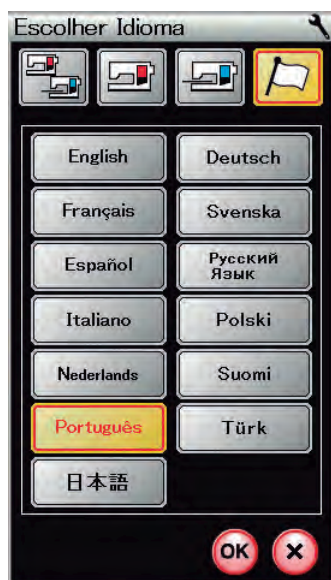 Escolher Idioma
English
Deutsch
Français
Svenska
Español
Русский
Язык
Italiano
Polski
Nederlands
Suomi
Português
Türk
日本語
OK